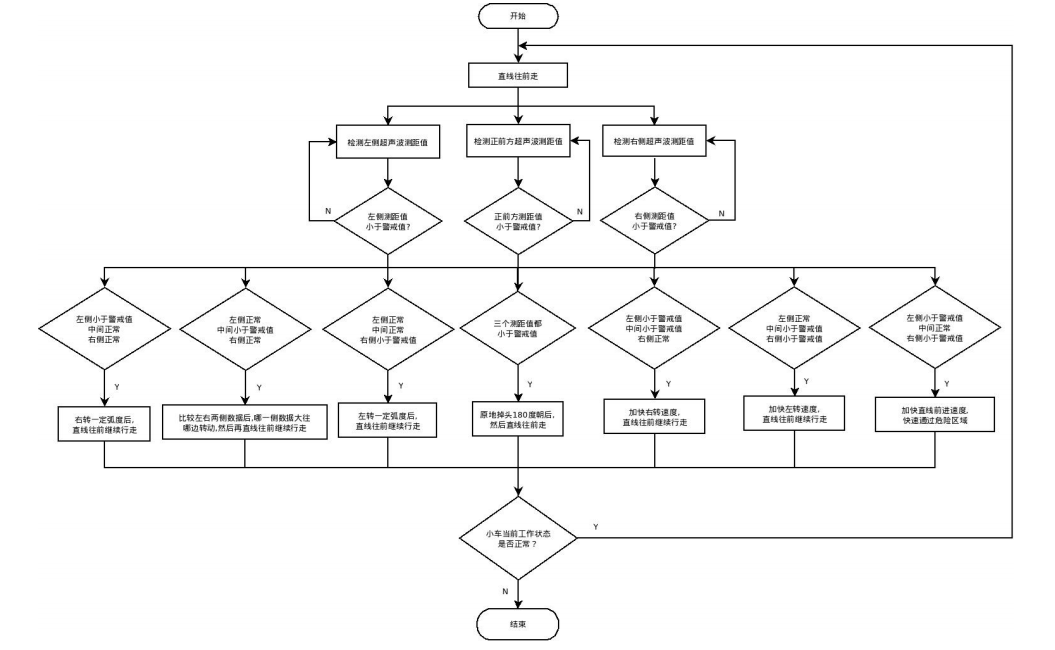 开始
直线往前走
检测左侧超声波测距值
检测正前方超声波测距值
检测右侧超声波测距值
左侧测距值
小于警戒值?
N
正前方测距值
小于警戒值?
N
右侧测距值
小于警戒值?
N
左侧小于警戒值
中间正常
右侧正常
左侧正常
中间小于警戒值
右侧正常
左侧正常
中间正常
右侧小于警戒值
三个测距值都
小于警戒值
左侧小于警戒值
中间小于警戒值
右侧正常
左侧正常
中间小于警戒值
右侧小于警戒值
左侧小于警戒值
中间正常
右侧小于警戒值
Y
Y
Y
Y
Y
Y
Y
右转一定弧度后,
直线往前继续行走
比较左右两侧数据后,哪一侧数据大往
哪边转动,然后再直线往前继续行走
左转一定弧度后,
直线往前继续行走
原地掉头180度朝后,
然后直线往前走
加快右转速度,
直线往前继续行走
加快左转速度,
直线往前继续行走
加快直线前进速度,
快速通过危险区域
小车当前工作状态
是否正常？
Y
N
结束